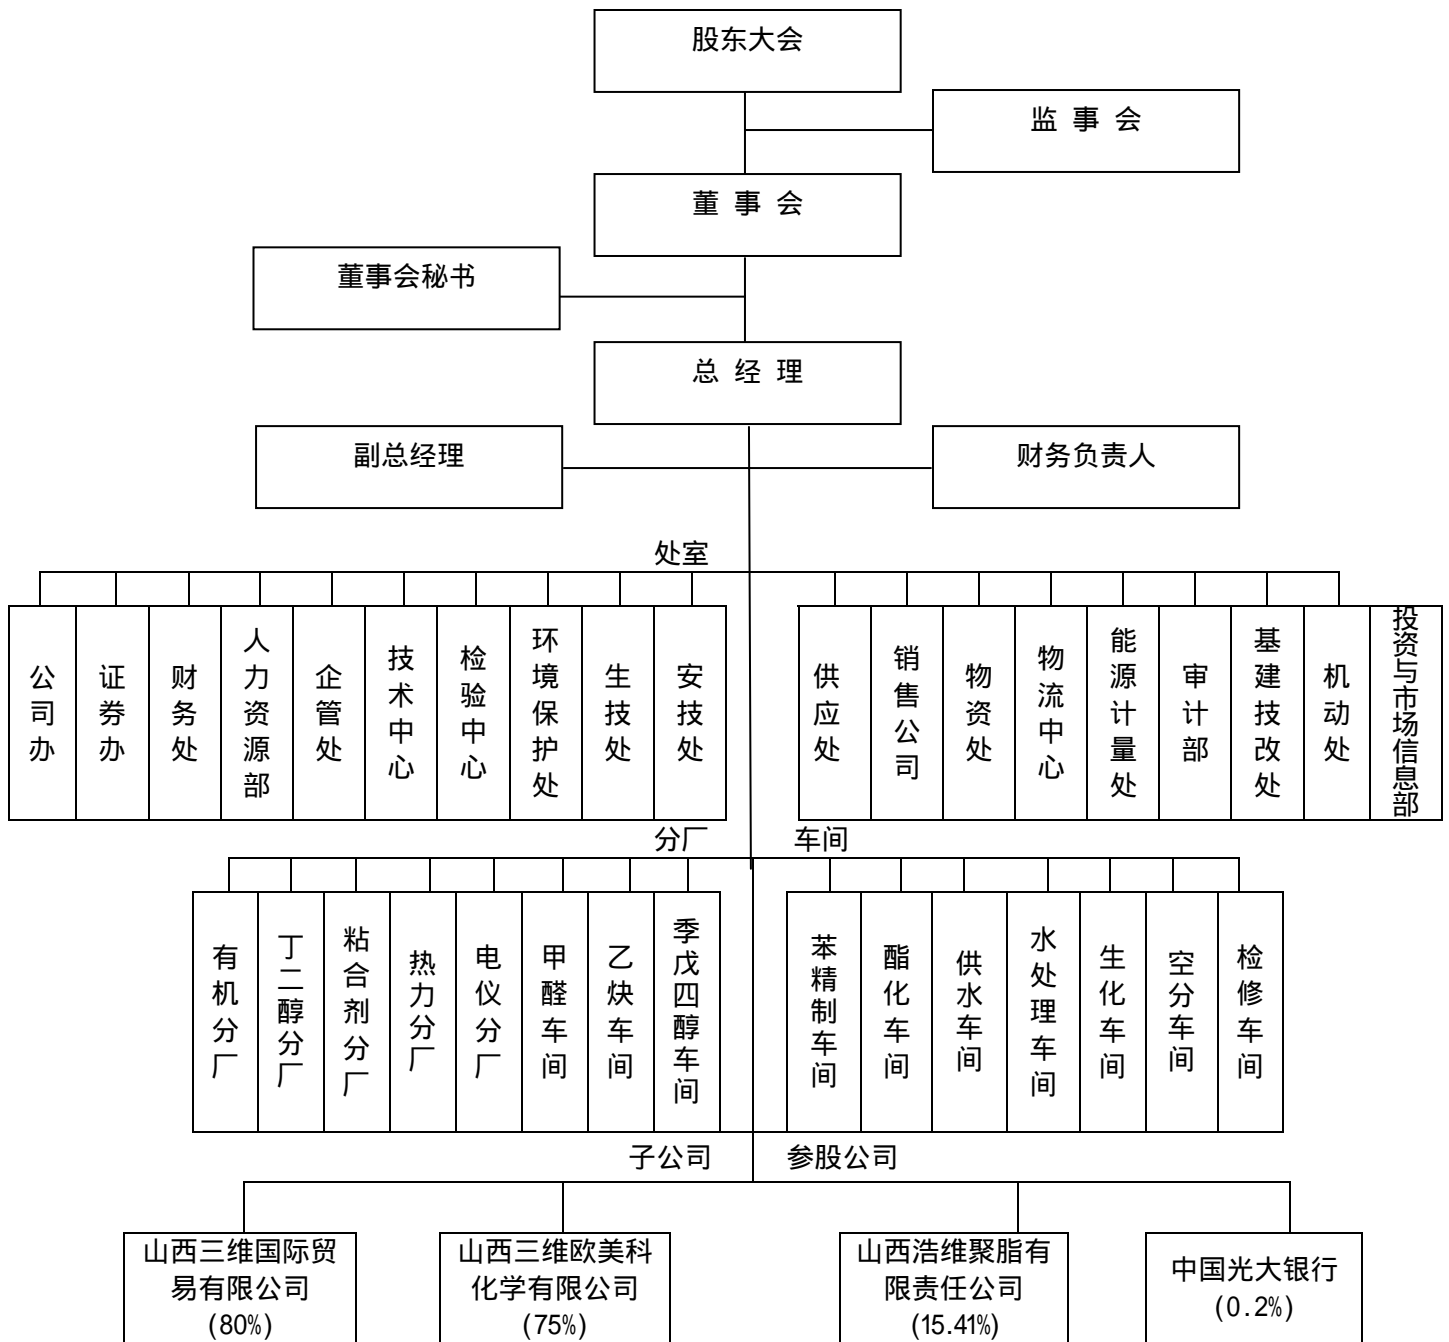 股东大会
监 事 会
董 事 会
董事会秘书
总 经 理
副总经理
财务负责人
处室
公司办
证券办
财务处
人力资源部
企管处
技术中心
检验中心
环境保护处
生技处
安技处
供应处
销售公司
物资处
物流中心
能源计量处
审计部
基建技改处
机动处
投资与市场信息部
分厂
车间
有机分厂
丁二醇分厂
粘合剂分厂
热力分厂
电仪分厂
甲醛车间
乙炔车间
季戊四醇车间
苯精制车间
酯化车间
供水车间
水处理车间
生化车间
空分车间
检修车间
子公司
参股公司
山西三维国际贸
易有限公司
(80%)
山西三维欧美科
化学有限公司
(75%)
山西浩维聚脂有
限责任公司
(15.41%)
中国光大银行
(0.2%)